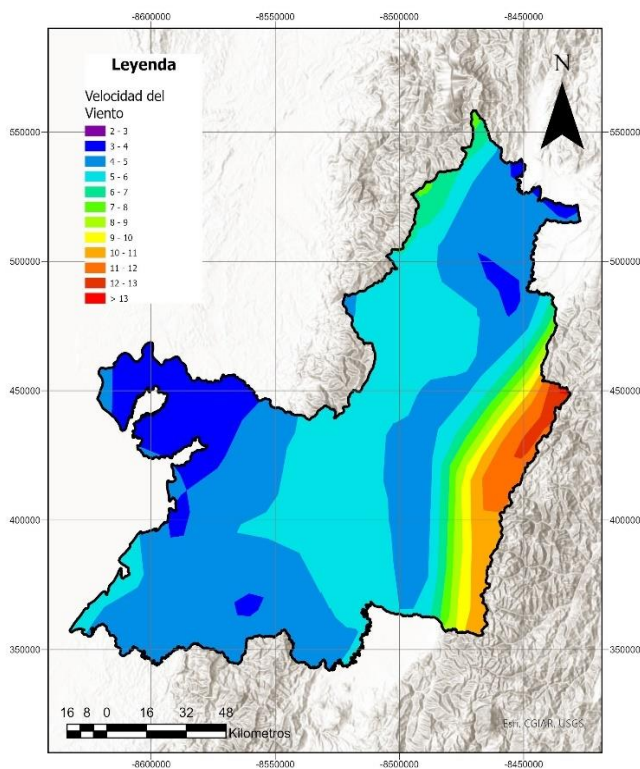 -8600000 -8550000 -8500000 -8450000
Leyenda
Velocidad del
Viento
2 - 3
3 - 4
4 - 5
5 - 6
6 - 7
7 - 8
8 - 9
9 - 10
10 - 11
11 - 12
12 - 13
> 13
N
550000 550000
500000 500000
450000 450000
400000 400000
350000 350000
16 8 0 16 32 48
Kilometros
Esri, CGIAR, USGS
-8600000 -8550000 -8500000 -8450000